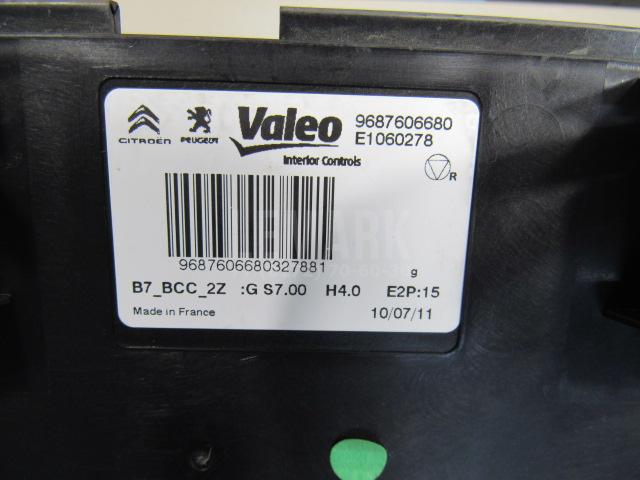 CITROËN PEUGEOT Valeo 9687606680
E1060278
Interior Controls
R
9687606680327881
g
B7_BCC_2Z :G S7.00 H4.0 E2P:15
Made in France 10/07/11